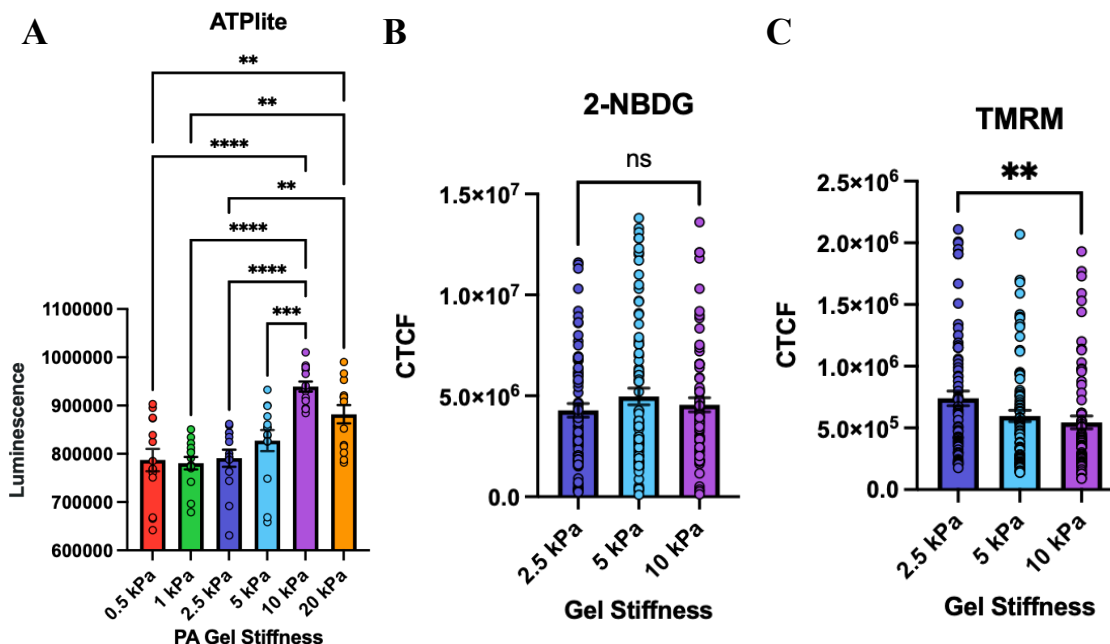 A
ATPlite
**
**
****
**
****
****
***
Luminescence
1100000
1000000
900000
800000
700000
600000
0.5 kPa
1 kPa
2.5 kPa
5 kPa
10 kPa
20 kPa
PA Gel Stiffness
B
2-NBDG
ns
CTCF
1.5×10⁷
1.0×10⁷
5.0×10⁶
0.0
2.5 kPa
5 kPa
10 kPa
Gel Stiffness
C
TMRM
**
CTCF
2.5×10⁶
2.0×10⁶
1.5×10⁶
1.0×10⁶
5.0×10⁵
0.0
2.5 kPa
5 kPa
10 kPa
Gel Stiffness